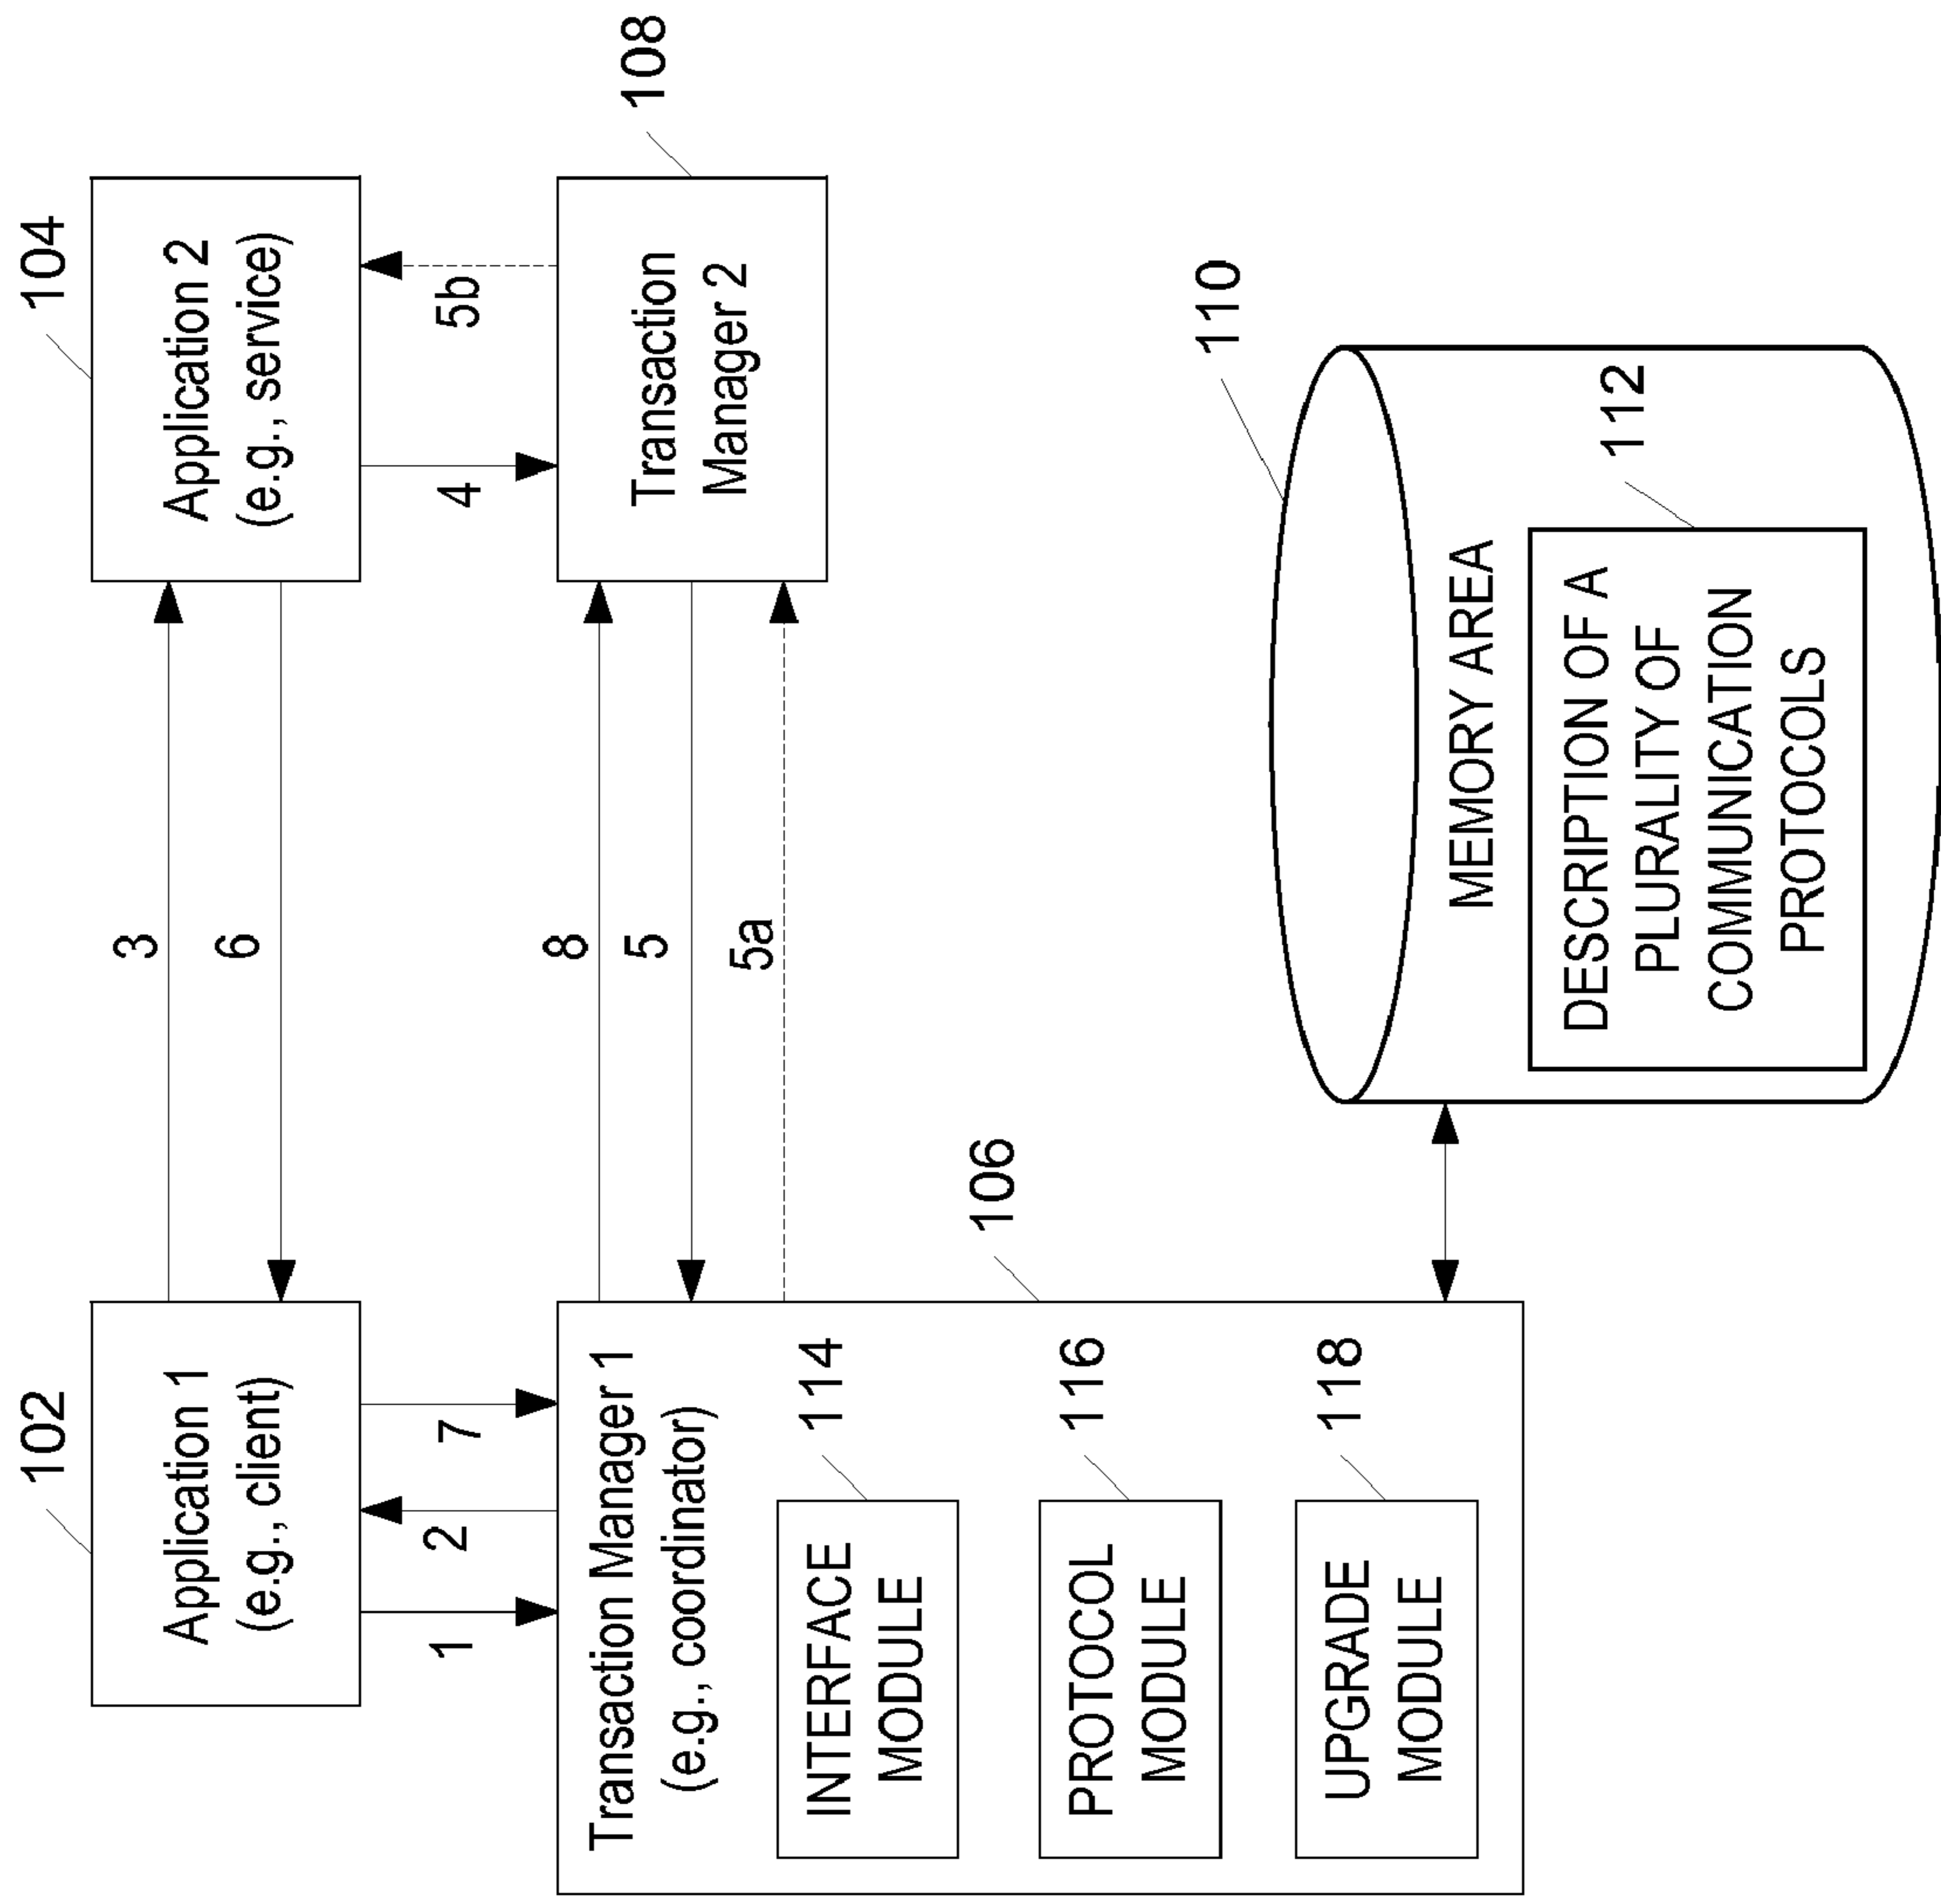 102
Application 1
(e.g., client)
3
6
104
Application 2
(e.g., service)
1
2
7
4
5b
Transaction Manager 1
(e.g., coordinator)
8
5
5a
Transaction
Manager 2
108
INTERFACE
MODULE
114
106
PROTOCOL
MODULE
116
UPGRADE
MODULE
118
110
MEMORY AREA
DESCRIPTION OF A
PLURALITY OF
COMMUNICATION
PROTOCOLS
112